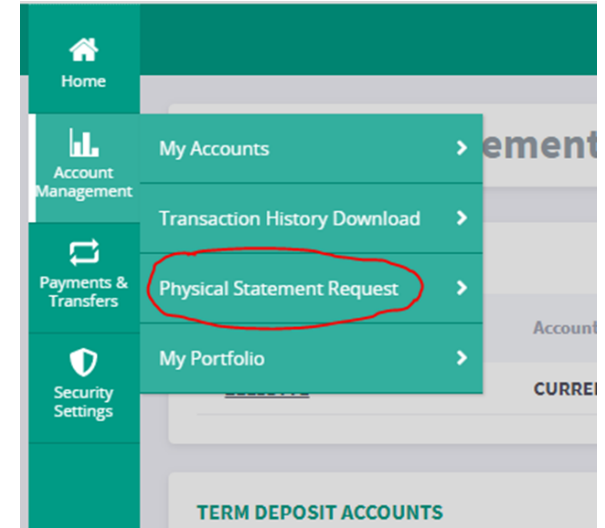 Home
Account
Management
Payments &
Transfers
Security
Settings
My Accounts
Transaction History Download
Physical Statement Request
My Portfolio
ement
Account
CURRE
TERM DEPOSIT ACCOUNTS